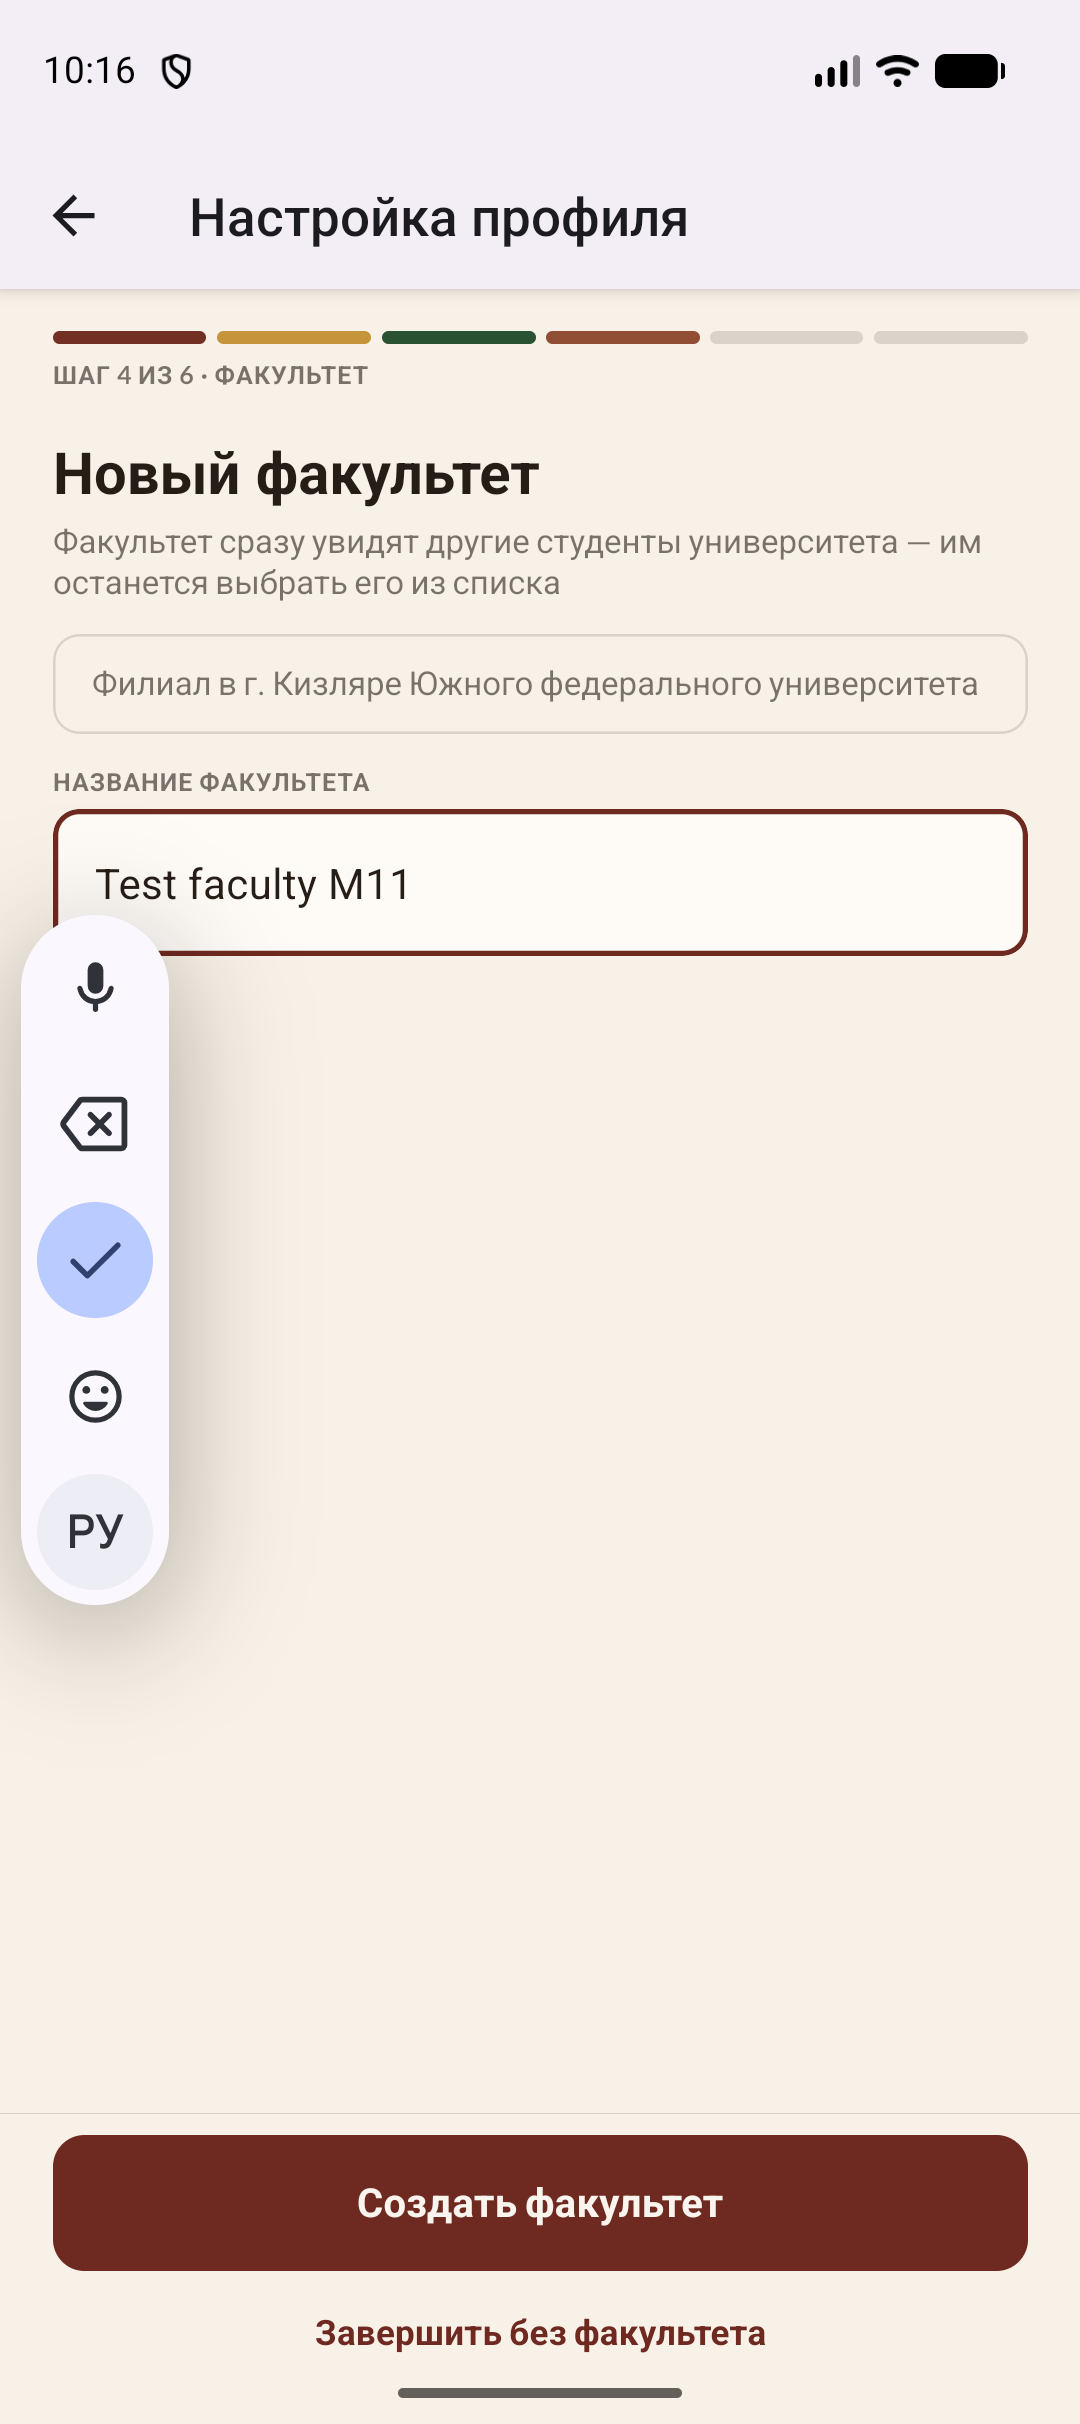 10:16
Настройка профиля
ШАГ 4 ИЗ 6 · ФАКУЛЬТЕТ
Новый факультет
Факультет сразу увидят другие студенты университета — им
останется выбрать его из списка
Филиал в г. Кизляре Южного федерального университета
НАЗВАНИЕ ФАКУЛЬТЕТА
Test faculty M11
РУ
Создать факультет
Завершить без факультета